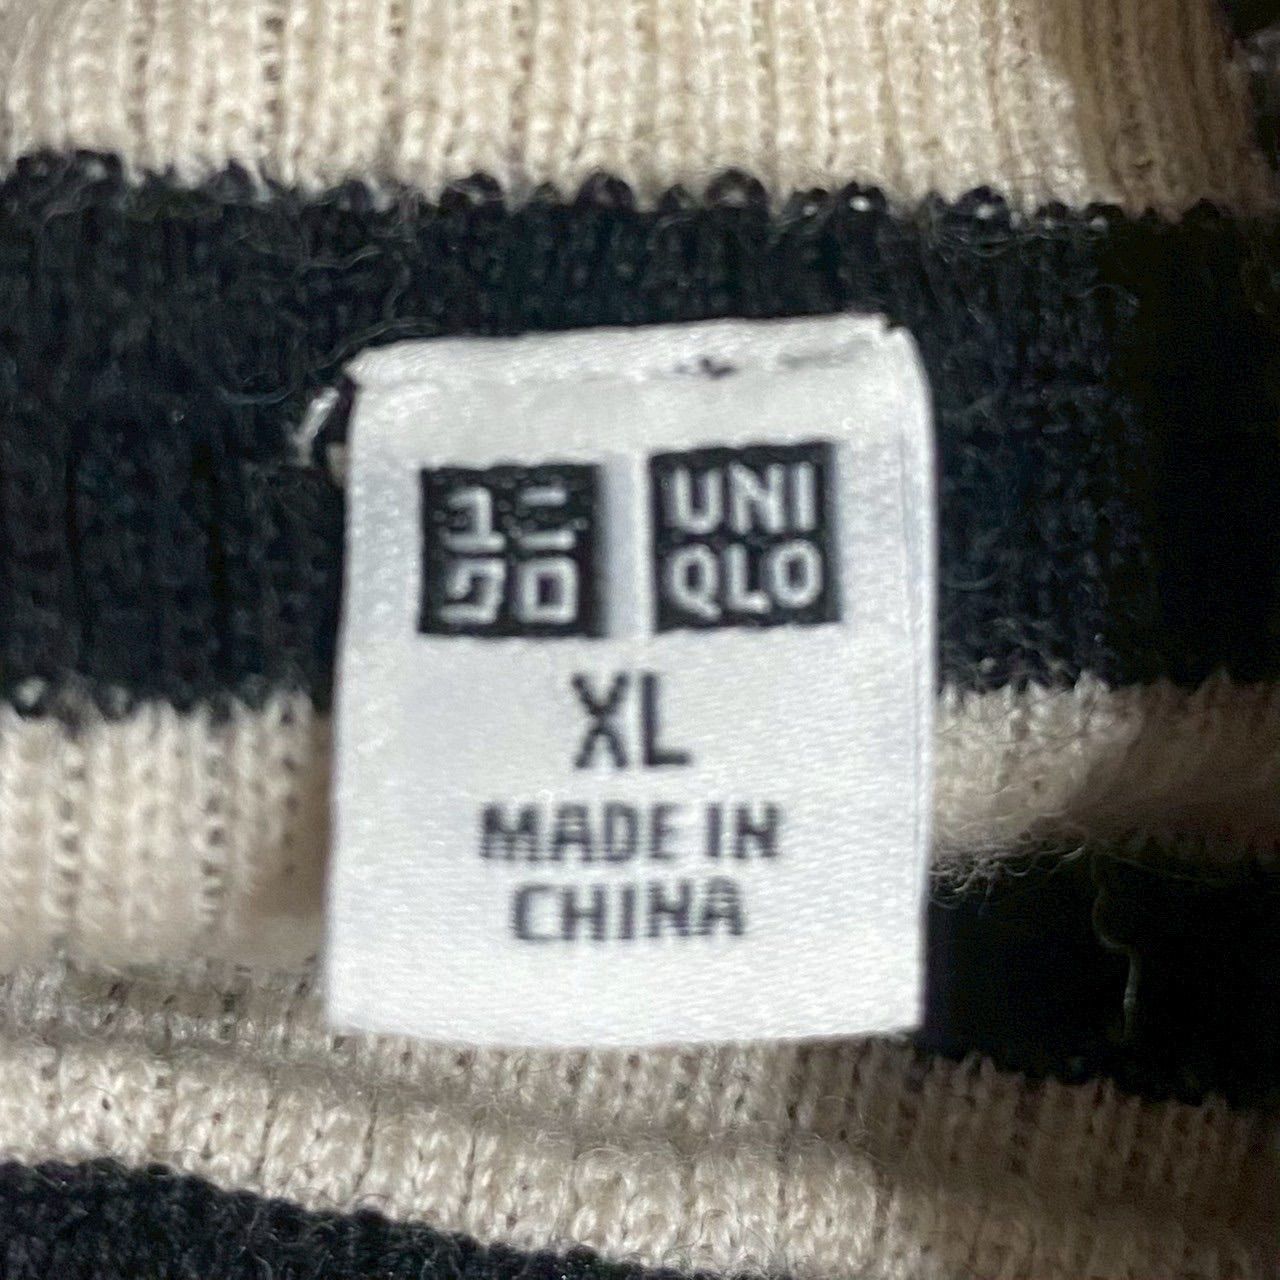 ユニ
クロ
UNI
QLO
XL
MADE IN
CHINA